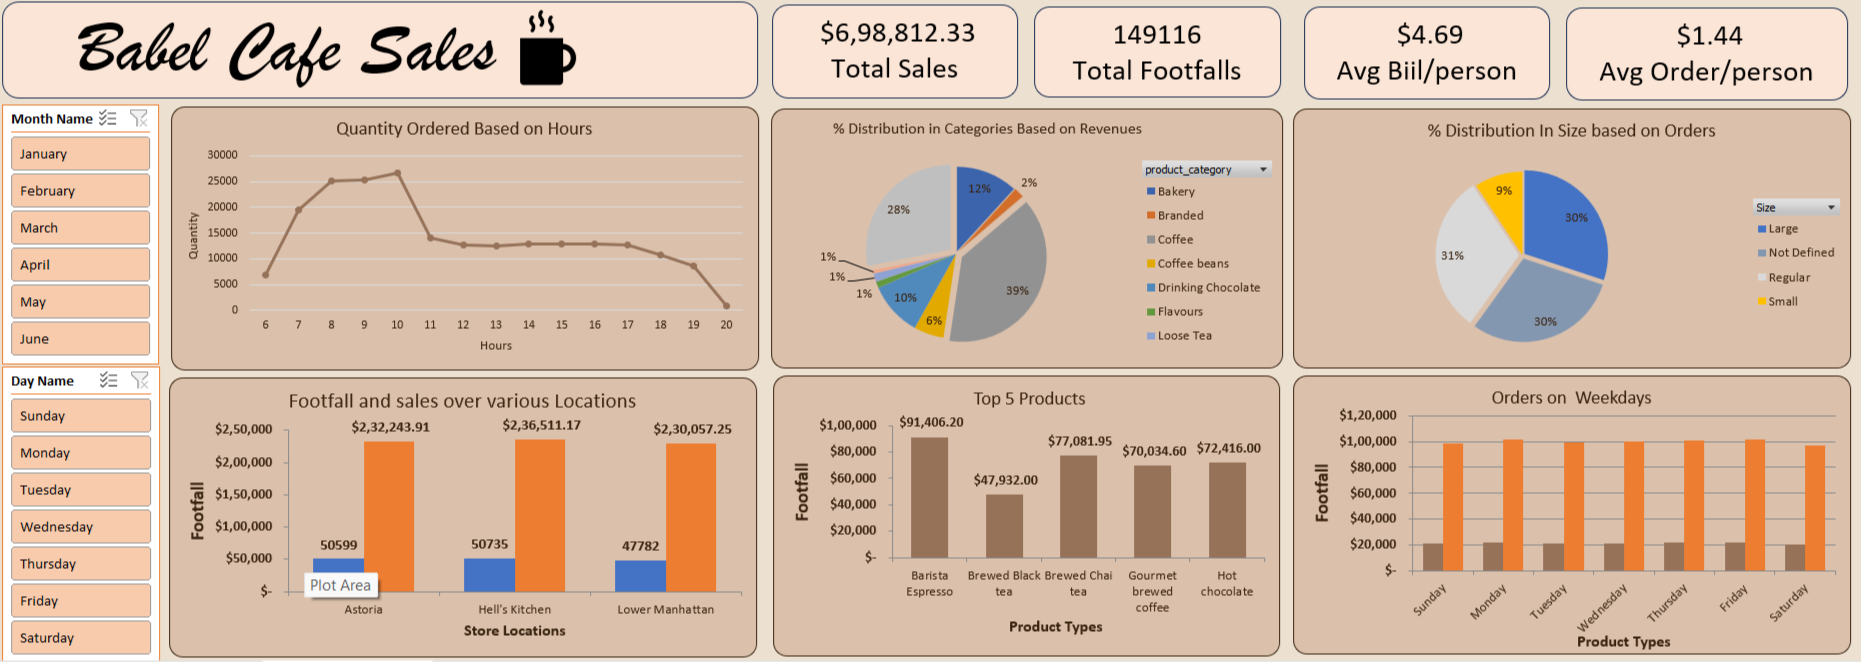 Babel Cafe Sales
$6,98,812.33
Total Sales
149116
Total Footfalls
$4.69
Avg Biil/person
$1.44
Avg Order/person
Month Name
January
February
March
April
May
June
Day Name
Sunday
Monday
Tuesday
Wednesday
Thursday
Friday
Saturday
Quantity Ordered Based on Hours
Quantity
30000
25000
20000
15000
10000
5000
0
6 7 8 9 10 11 12 13 14 15 16 17 18 19 20
Hours
% Distribution in Categories Based on Revenues
12%
2%
39%
6%
10%
1%
1%
1%
28%
product_category
Bakery
Branded
Coffee
Coffee beans
Drinking Chocolate
Flavours
Loose Tea
% Distribution In Size based on Orders
30%
30%
31%
9%
Size
Large
Not Defined
Regular
Small
Footfall and sales over various Locations
Footfall
$2,50,000
$2,00,000
$1,50,000
$1,00,000
$50,000
$-
$2,32,243.91
$2,36,511.17
$2,30,057.25
50599
50735
47782
Plot Area
Astoria
Hell's Kitchen
Lower Manhattan
Store Locations
Top 5 Products
Footfall
$1,00,000
$80,000
$60,000
$40,000
$20,000
$-
$91,406.20
$47,932.00
$77,081.95
$70,034.60
$72,416.00
Barista
Espresso
Brewed Black
tea
Brewed Chai
tea
Gourmet
brewed
coffee
Hot
chocolate
Product Types
Orders on Weekdays
Footfall
$1,20,000
$1,00,000
$80,000
$60,000
$40,000
$20,000
$-
Sunday
Monday
Tuesday
Wednesday
Thursday
Friday
Saturday
Product Types